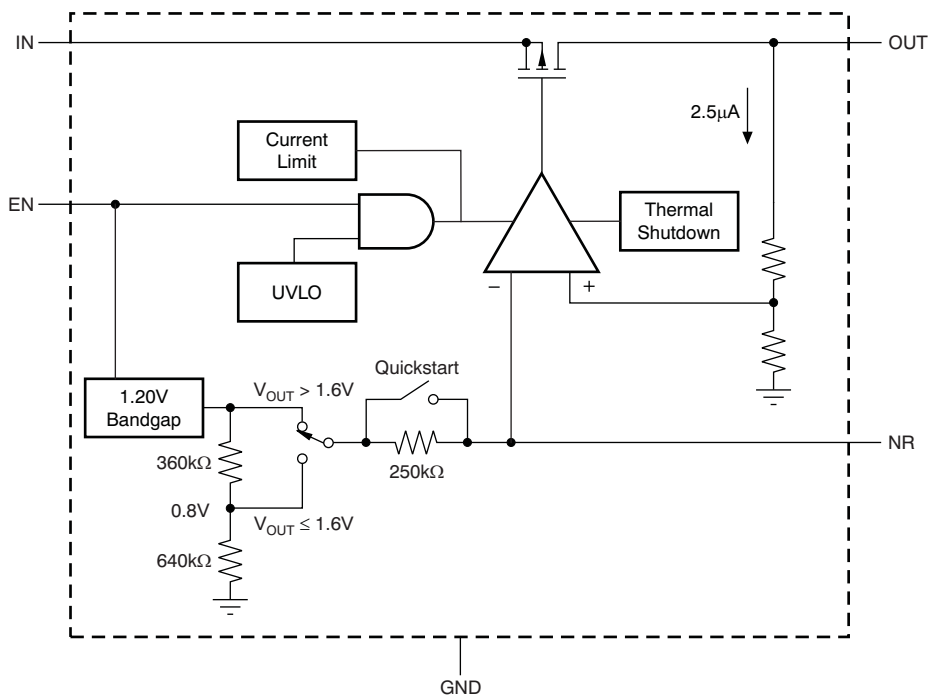 IN
OUT
2.5μA
Current
Limit
EN
Thermal
Shutdown
UVLO
–
+
Quickstart
V_OUT > 1.6V
1.20V
Bandgap
NR
360kΩ
250kΩ
0.8V
V_OUT ≤ 1.6V
640kΩ
GND